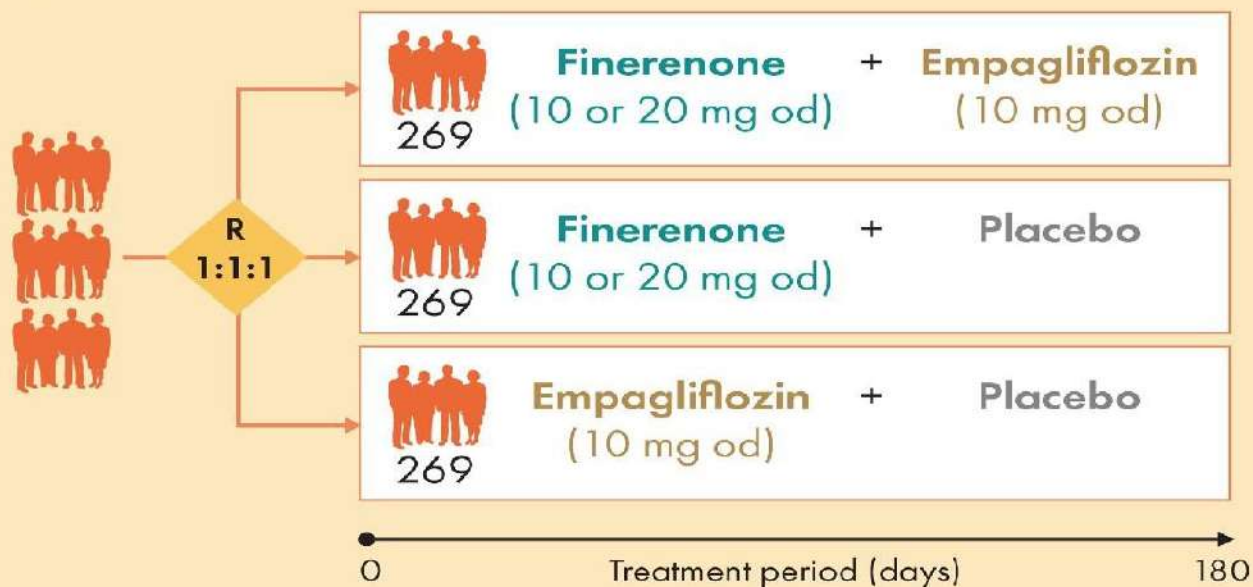 Finerenone + Empagliflozin
(10 or 20 mg od) (10 mg od)
269
R
1:1:1
Finerenone + Placebo
(10 or 20 mg od)
269
Empagliflozin + Placebo
(10 mg od)
269
0 Treatment period (days) 180